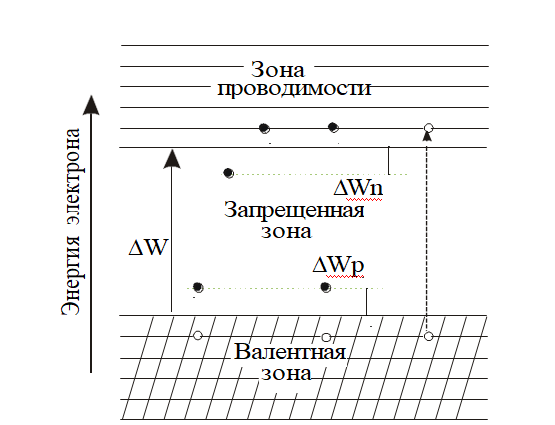 Зона
проводимости
Энергия электрона
ΔWn
Запрещенная
зона
ΔW
ΔWp
Валентная
зона